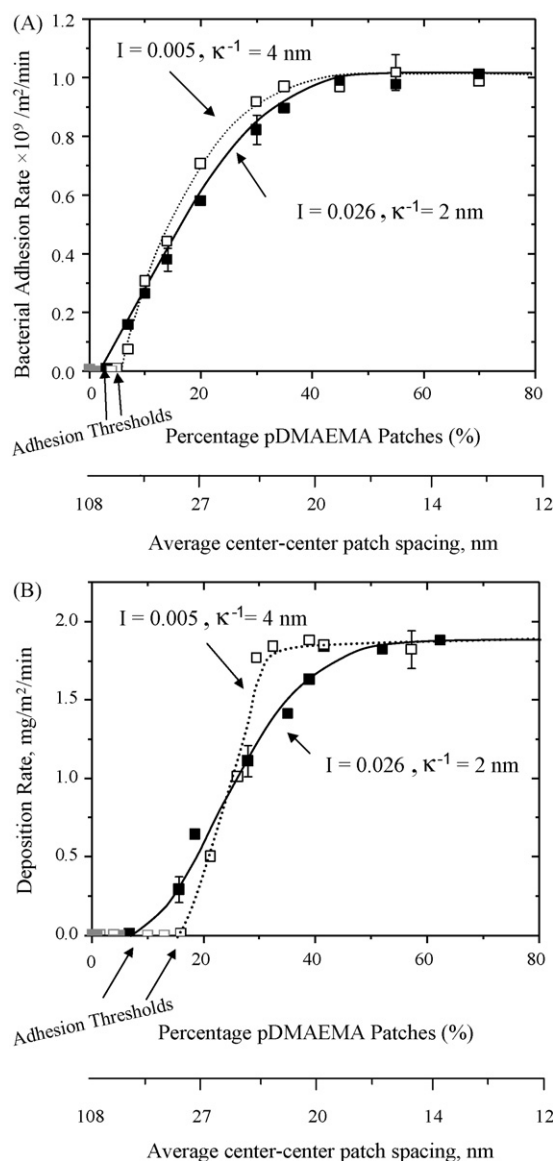 (A)
Bacterial Adhesion Rate ×10⁹ /m²/min
1.2
1.0
0.8
0.6
0.4
0.2
0.0
I = 0.005 , κ⁻¹ = 4 nm
I = 0.026 , κ⁻¹ = 2 nm
0 20 40 60 80
Adhesion Thresholds
Percentage pDMAEMA Patches (%)
108 27 20 14 12
Average center-center patch spacing, nm
(B)
Deposition Rate, mg/m²/min
2.0
1.5
1.0
0.5
0.0
I = 0.005 , κ⁻¹= 4 nm
I = 0.026 , κ⁻¹ = 2 nm
0 20 40 60 80
Adhesion Thresholds
Percentage pDMAEMA Patches (%)
108 27 20 14 12
Average center-center patch spacing, nm